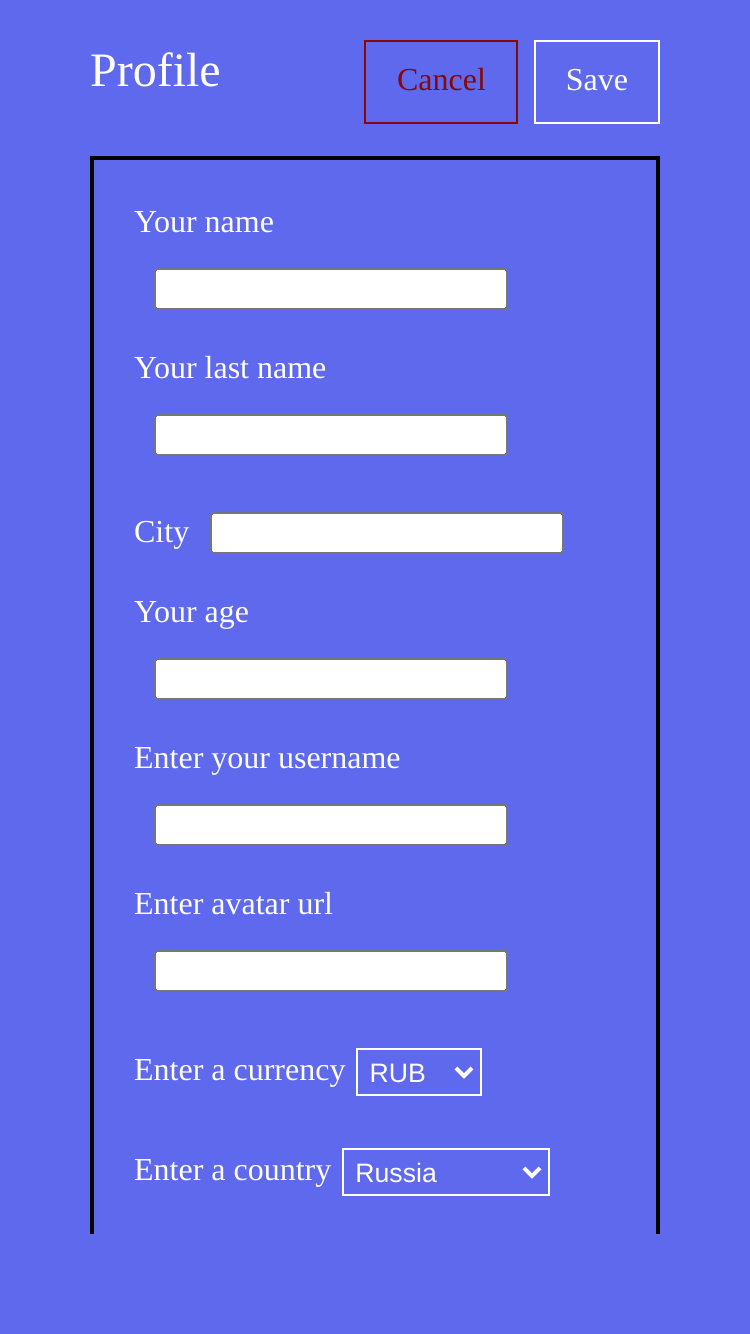 Profile
Cancel
Save
Your name
Your last name
City
Your age
Enter your username
Enter avatar url
Enter a currency RUB
Enter a country Russia